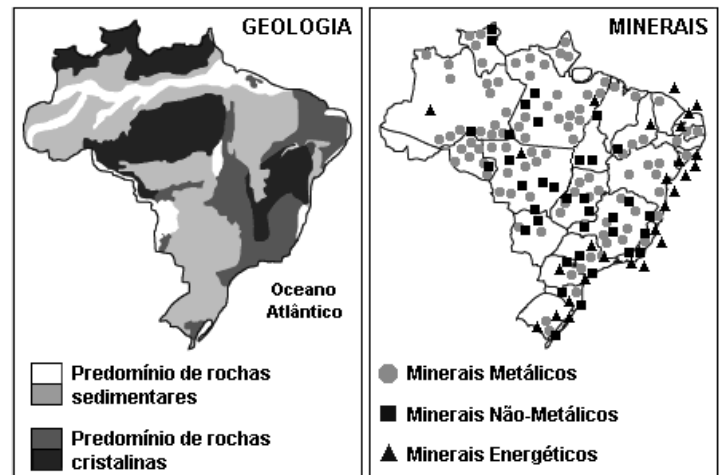 GEOLOGIA
Oceano
Atlântico
Predomínio de rochas
sedimentares
Predomínio de rochas
cristalinas
MINERAIS
Minerais Metálicos
Minerais Não-Metálicos
Minerais Energéticos